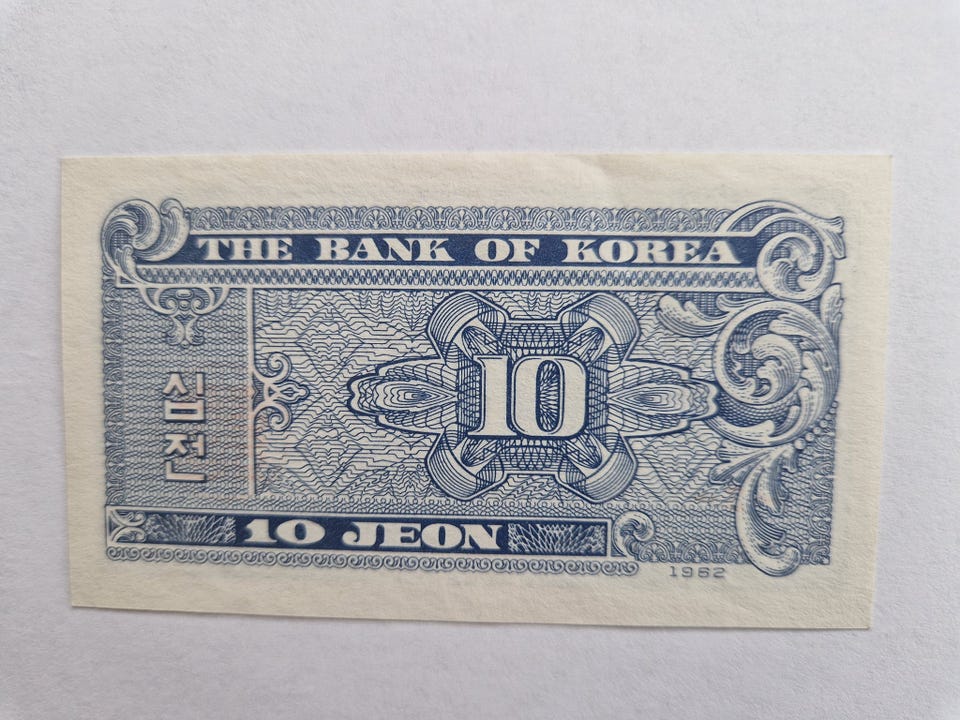 THE BANK OF KOREA
십전
10
10 JEON
1962